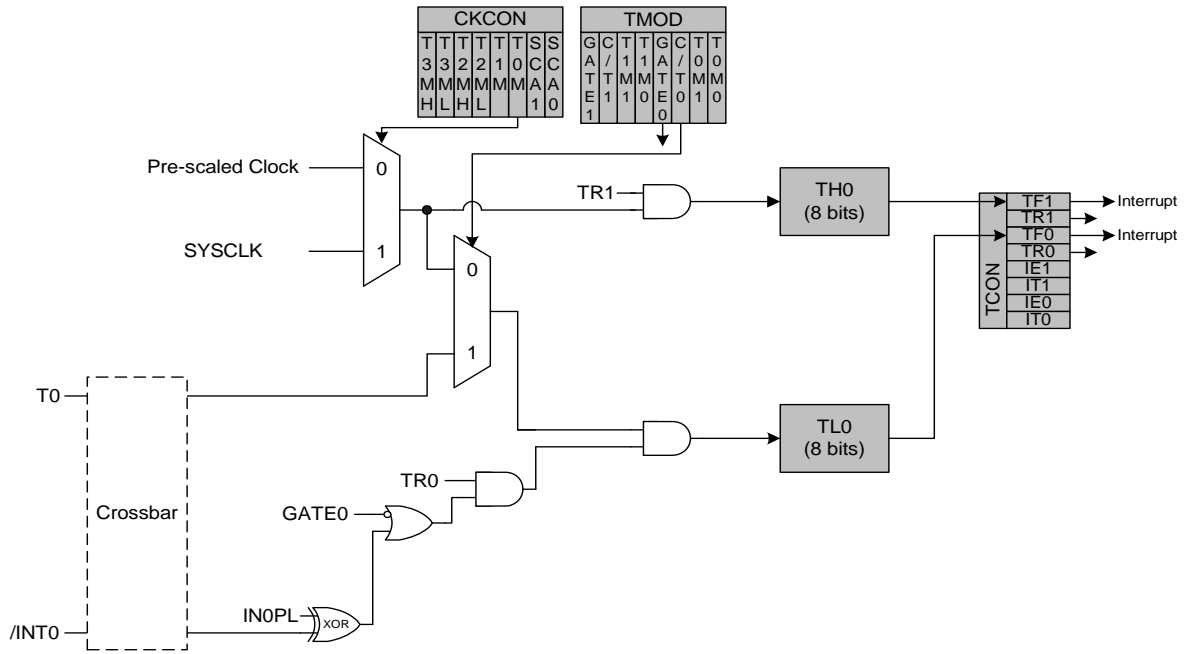 CKCON
T3MH
T3ML
T2MH
T2ML
T1M
T0M
SCA1
SCA0
TMOD
GATE1
C/T1
T1M1
T1M0
GATE0
C/T0
T0M1
T0M0
Pre-scaled Clock
0
SYSCLK
1
TR1
TH0
(8 bits)
TCON
TF1
TR1
TF0
TR0
IE1
IT1
IE0
IT0
Interrupt
Interrupt
0
1
T0
Crossbar
/INT0
TL0
(8 bits)
TR0
GATE0
IN0PL
XOR